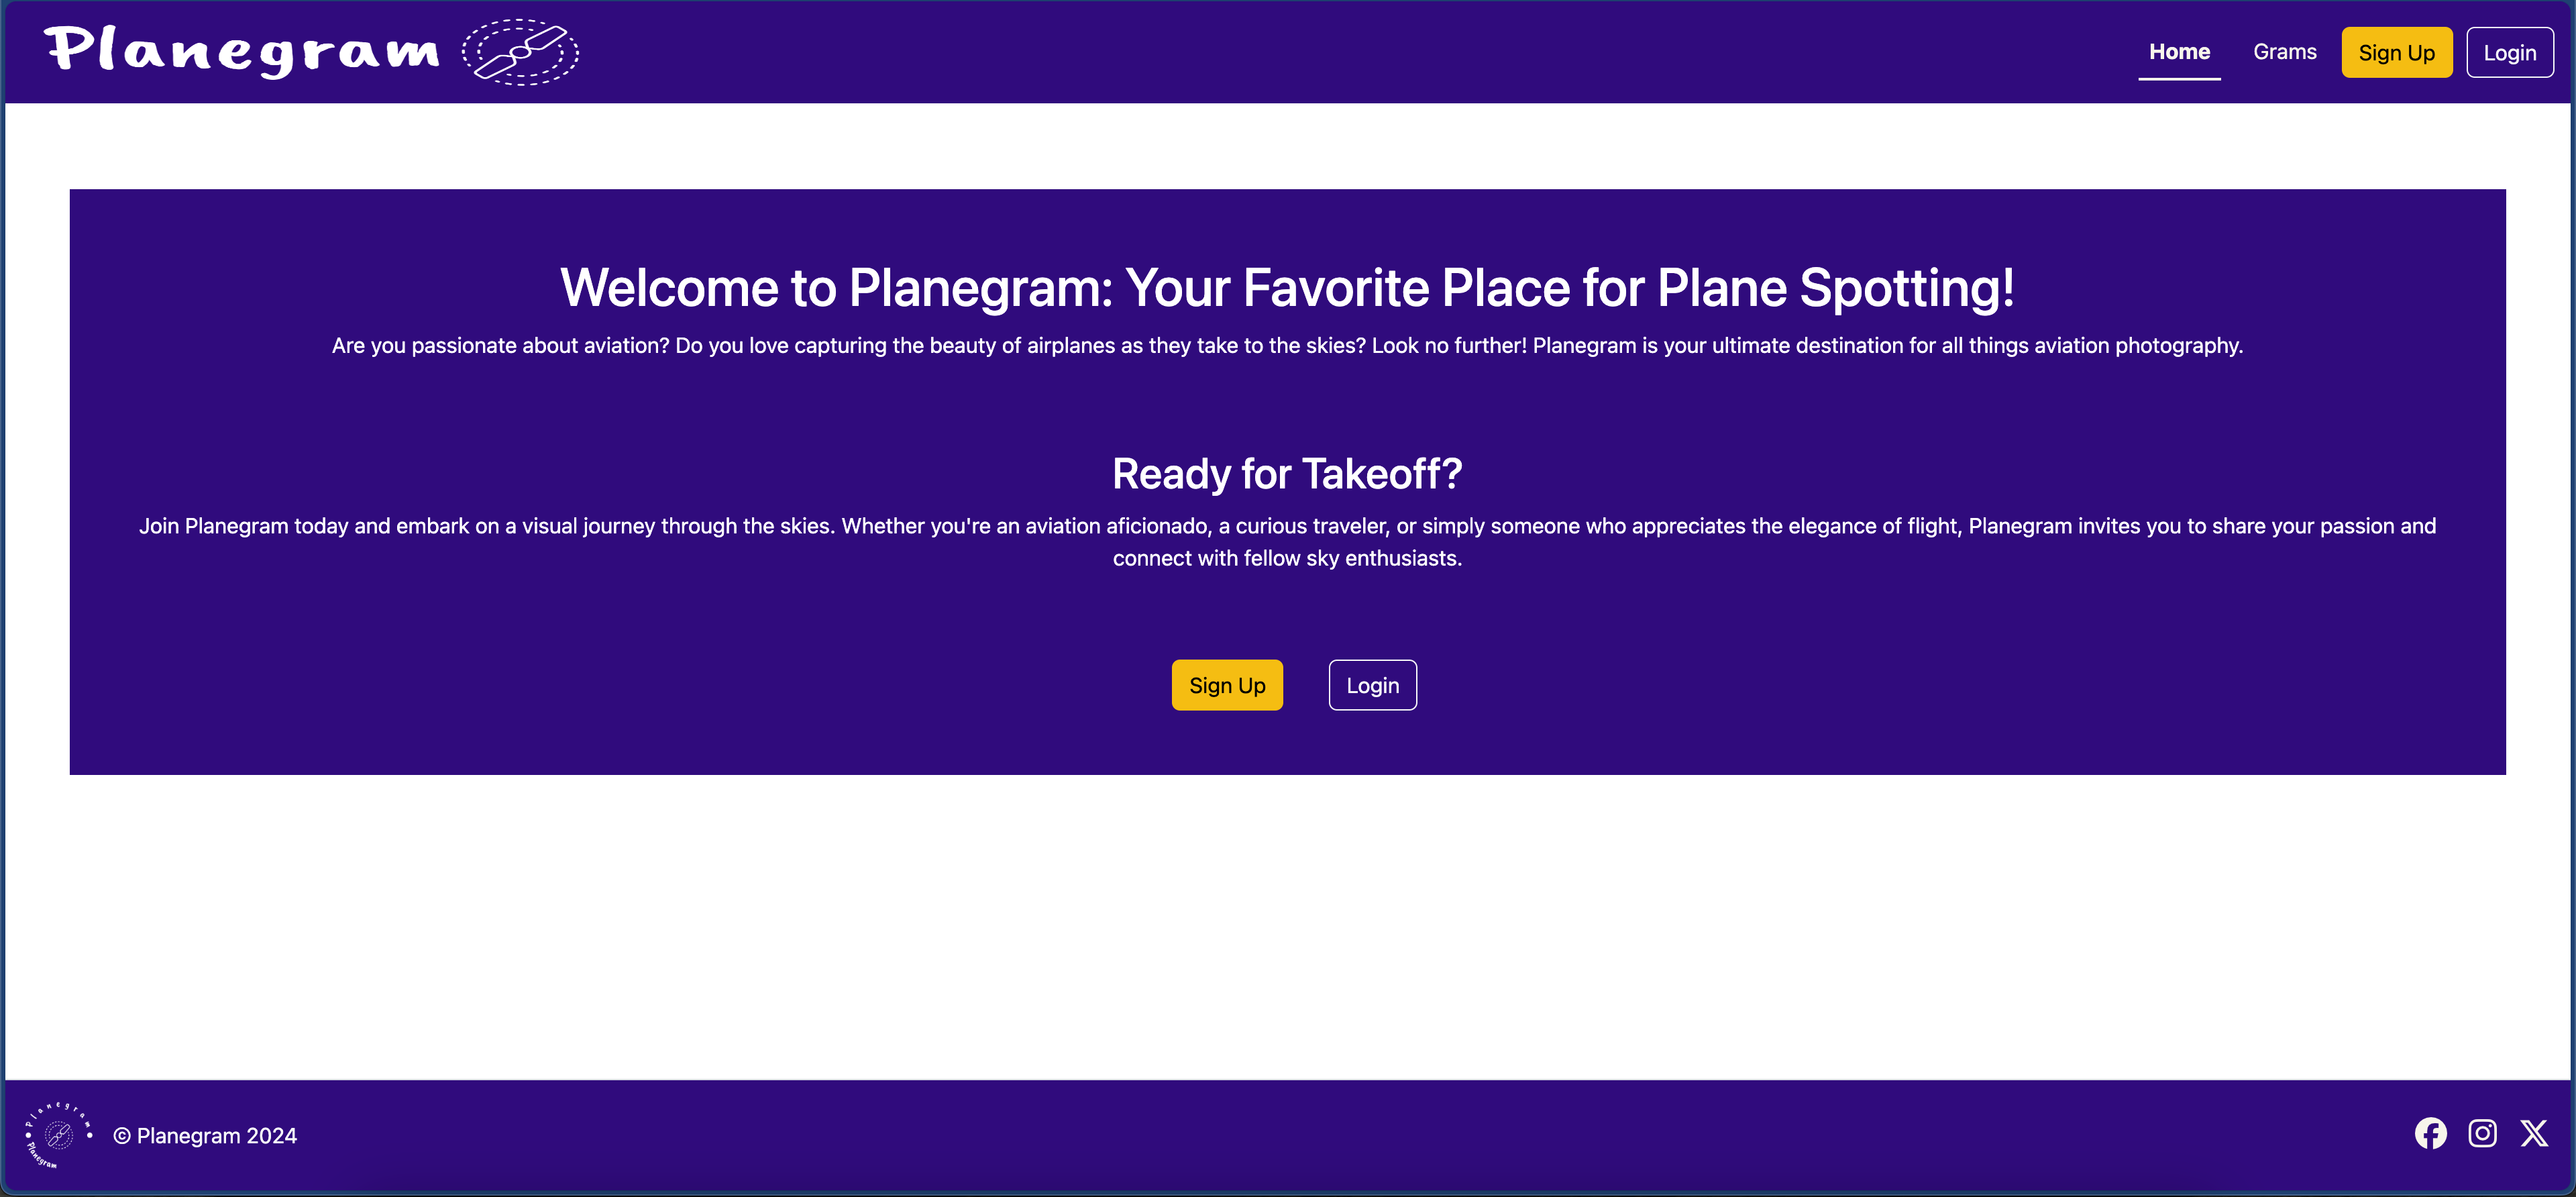 Planegram
Home
Grams
Sign Up
Login
Welcome to Planegram: Your Favorite Place for Plane Spotting!
Are you passionate about aviation? Do you love capturing the beauty of airplanes as they take to the skies? Look no further! Planegram is your ultimate destination for all things aviation photography.
Ready for Takeoff?
Join Planegram today and embark on a visual journey through the skies. Whether you're an aviation aficionado, a curious traveler, or simply someone who appreciates the elegance of flight, Planegram invites you to share your passion and
connect with fellow sky enthusiasts.
Sign Up
Login
Planegram
Planegram
© Planegram 2024